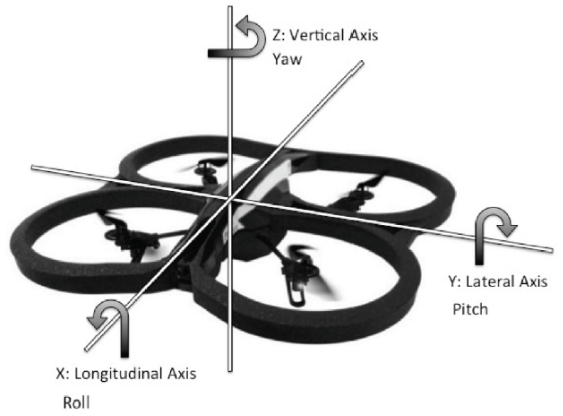 Z: Vertical Axis
Yaw
Y: Lateral Axis
Pitch
X: Longitudinal Axis
Roll